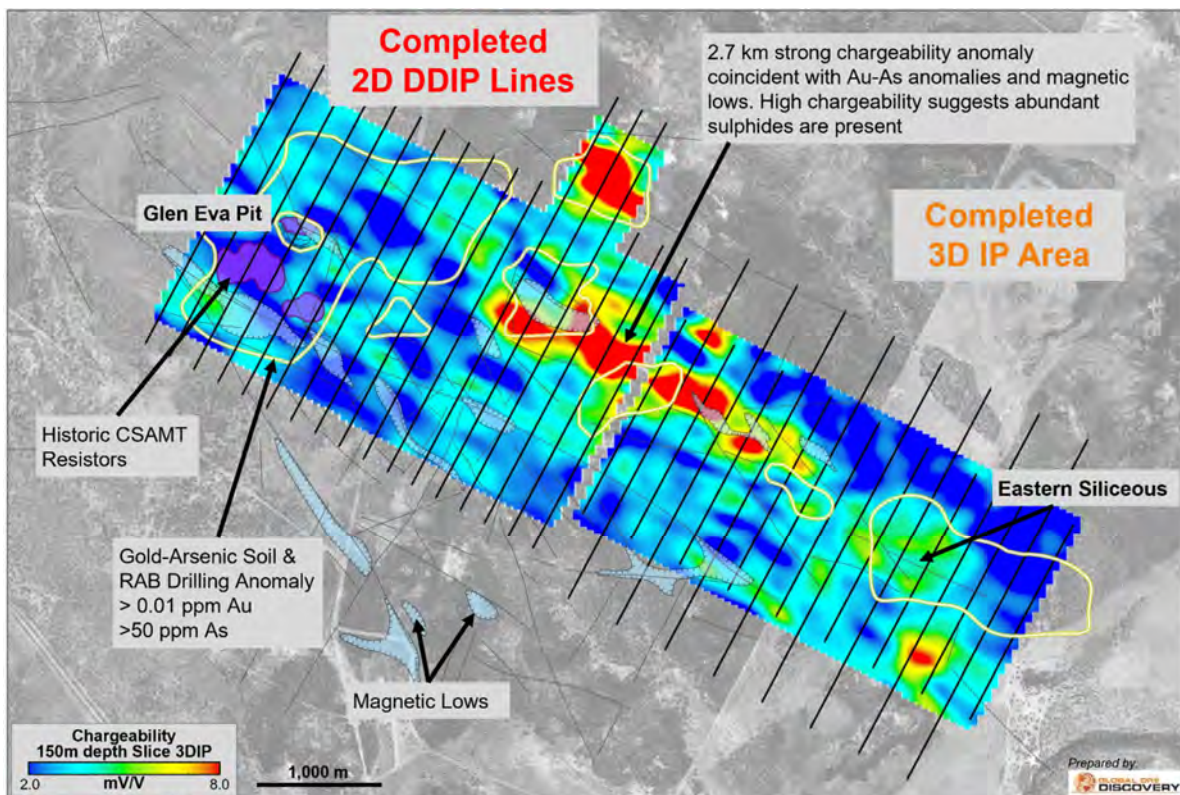 Completed
2D DDIP Lines
2.7 km strong chargeability anomaly
coincident with Au-As anomalies and magnetic
lows. High chargeability suggests abundant
sulphides are present
Glen Eva Pit
Completed
3D IP Area
Historic CSAMT
Resistors
Eastern Siliceous
Gold-Arsenic Soil &
RAB Drilling Anomaly
> 0.01 ppm Au
>50 ppm As
Magnetic Lows
Chargeability
150m depth Slice 3DIP
2.0 mV/V 8.0
1,000 m
Prepared by:
GLOBAL ORE
DISCOVERY